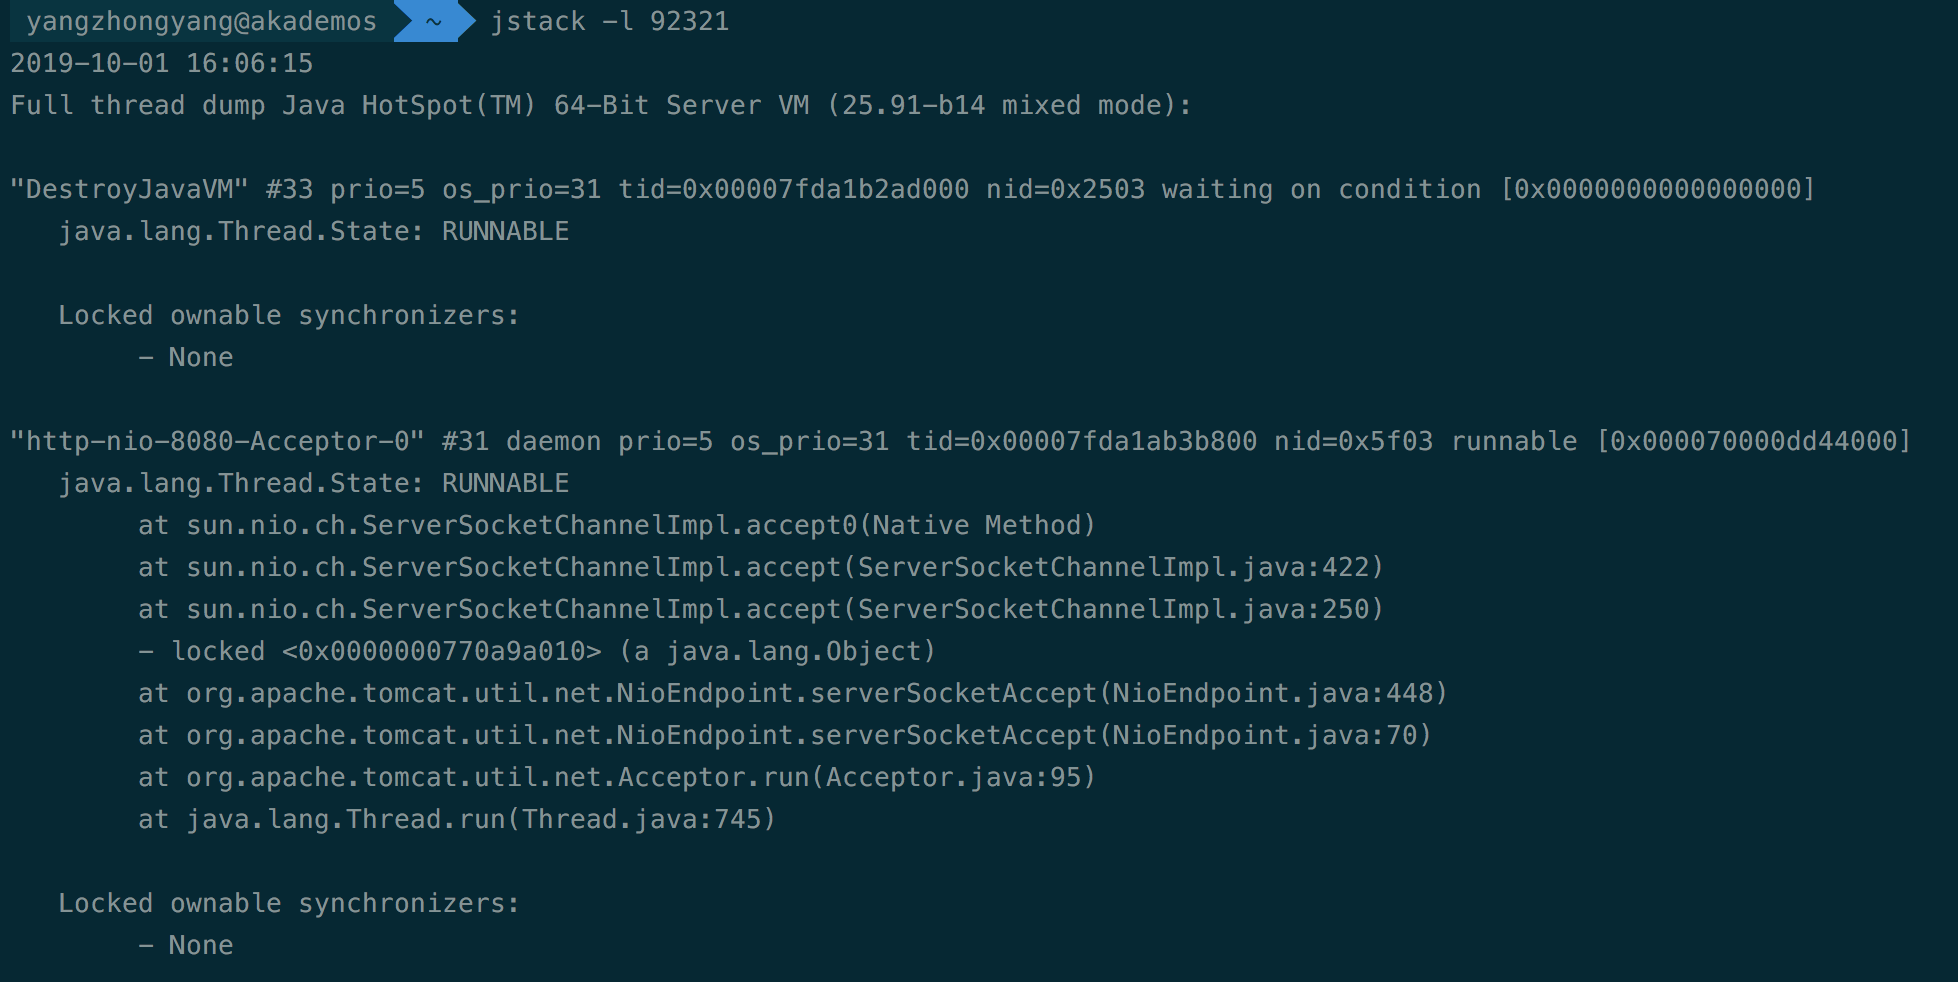 yangzhongyang@akademos ~ jstack -l 92321
2019-10-01 16:06:15
Full thread dump Java HotSpot(TM) 64-Bit Server VM (25.91-b14 mixed mode):
"DestroyJavaVM" #33 prio=5 os_prio=31 tid=0x00007fda1b2ad000 nid=0x2503 waiting on condition [0x0000000000000000]
   java.lang.Thread.State: RUNNABLE
   Locked ownable synchronizers:
        - None
"http-nio-8080-Acceptor-0" #31 daemon prio=5 os_prio=31 tid=0x00007fda1ab3b800 nid=0x5f03 runnable [0x000070000dd44000]
   java.lang.Thread.State: RUNNABLE
        at sun.nio.ch.ServerSocketChannelImpl.accept0(Native Method)
        at sun.nio.ch.ServerSocketChannelImpl.accept(ServerSocketChannelImpl.java:422)
        at sun.nio.ch.ServerSocketChannelImpl.accept(ServerSocketChannelImpl.java:250)
        - locked <0x0000000770a9a010> (a java.lang.Object)
        at org.apache.tomcat.util.net.NioEndpoint.serverSocketAccept(NioEndpoint.java:448)
        at org.apache.tomcat.util.net.NioEndpoint.serverSocketAccept(NioEndpoint.java:70)
        at org.apache.tomcat.util.net.Acceptor.run(Acceptor.java:95)
        at java.lang.Thread.run(Thread.java:745)
   Locked ownable synchronizers:
        - None